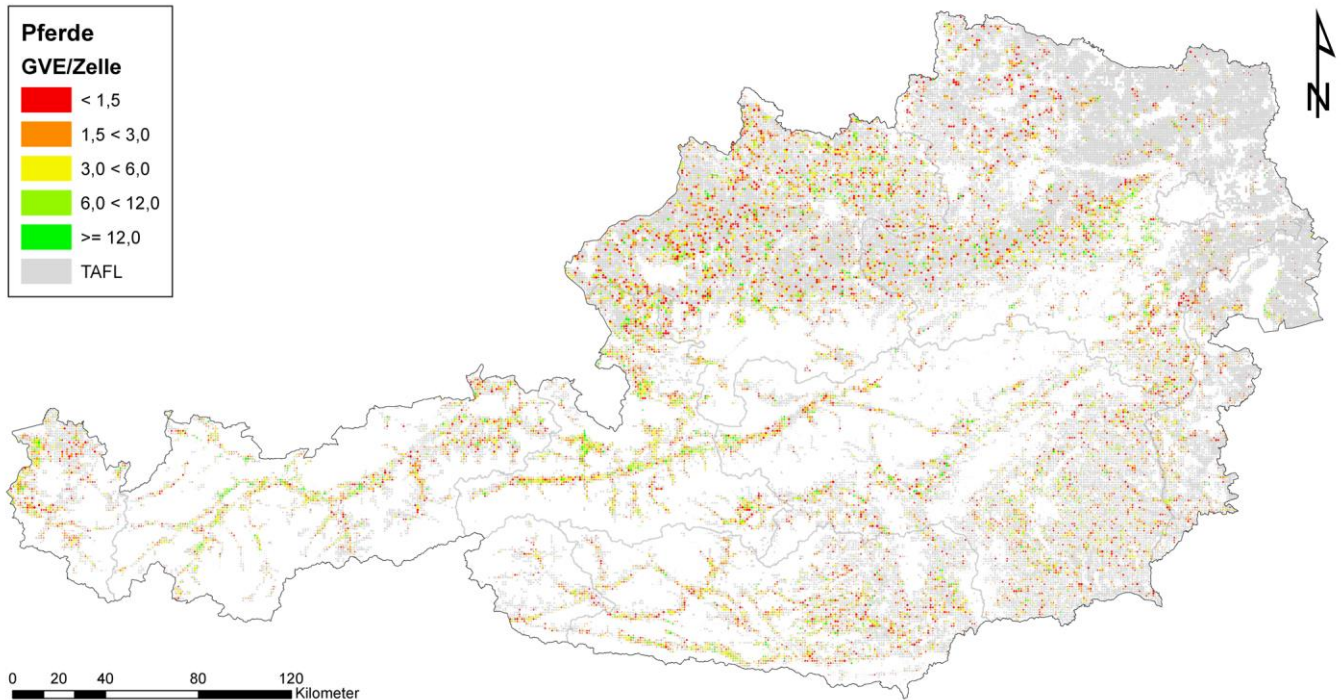 Pferde
GVE/Zelle
< 1,5
1,5 < 3,0
3,0 < 6,0
6,0 < 12,0
>= 12,0
TAFL
N
0 20 40 80 120
Kilometer